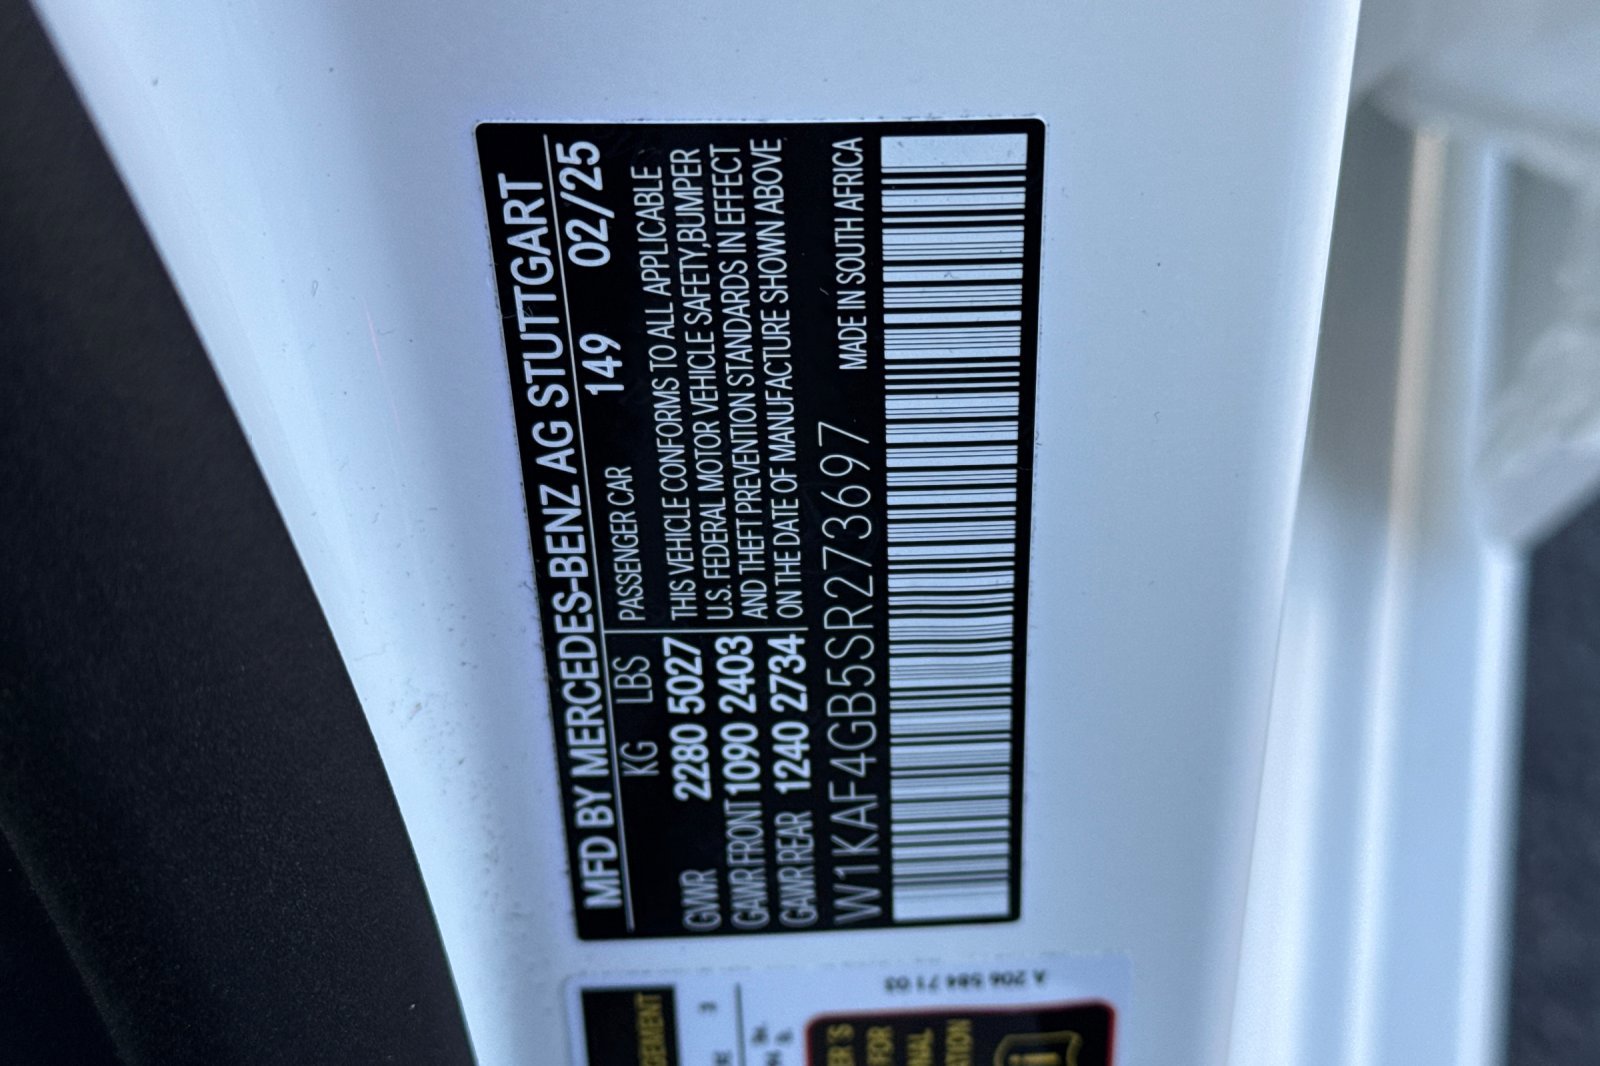 MFD BY MERCEDES-BENZ AG STUTTGART
KG LBS 149 02/25
PASSENGER CAR
GVWR 2280 5027
GAWR FRONT 1090 2403
GAWR REAR 1240 2734
THIS VEHICLE CONFORMS TO ALL APPLICABLE
U.S. FEDERAL MOTOR VEHICLE SAFETY,BUMPER
AND THEFT PREVENTION STANDARDS IN EFFECT
ON THE DATE OF MANUFACTURE SHOWN ABOVE
W1KAF4GB5SR273697 MADE IN SOUTH AFRICA
A 206 584 71 03